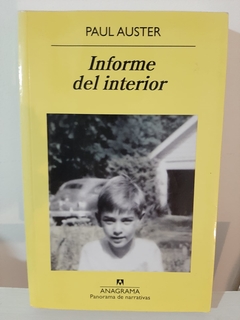 PAUL AUSTER
Informe
del interior
ANAGRAMA
Panorama de narrativas